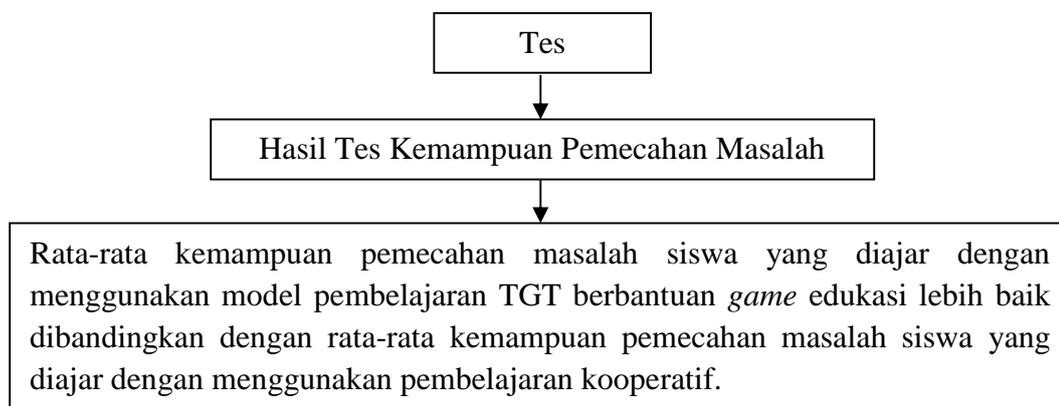 Tes
Hasil Tes Kemampuan Pemecahan Masalah
Rata-rata kemampuan pemecahan masalah siswa yang diajar dengan
menggunakan model pembelajaran TGT berbantuan game edukasi lebih baik
dibandingkan dengan rata-rata kemampuan pemecahan masalah siswa yang
diajar dengan menggunakan pembelajaran kooperatif.